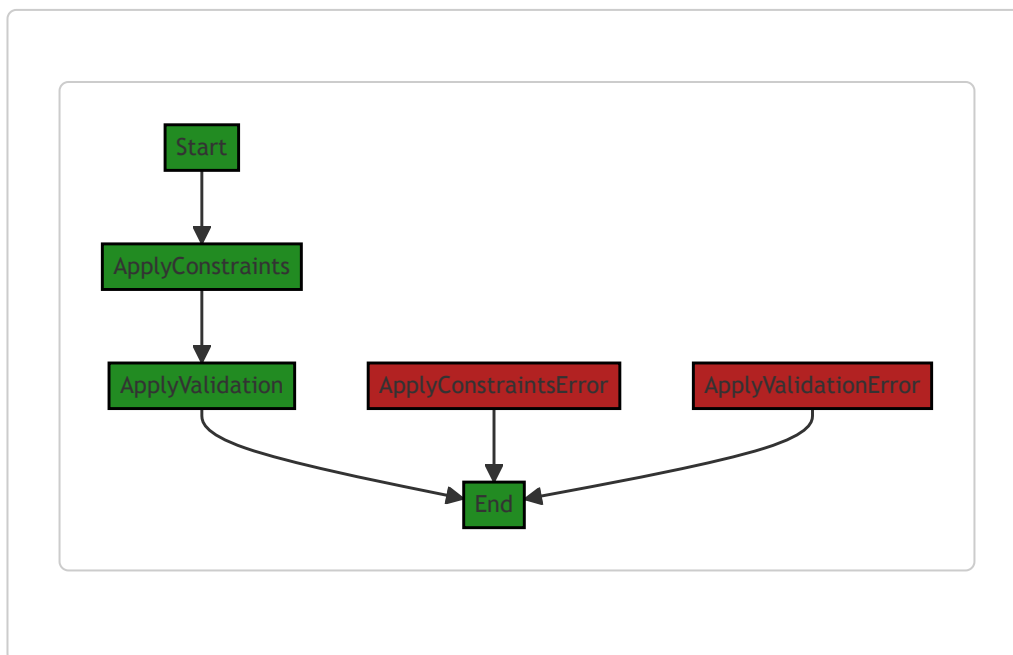 Start
ApplyConstraints
ApplyValidation
ApplyConstraintsError
ApplyValidationError
End